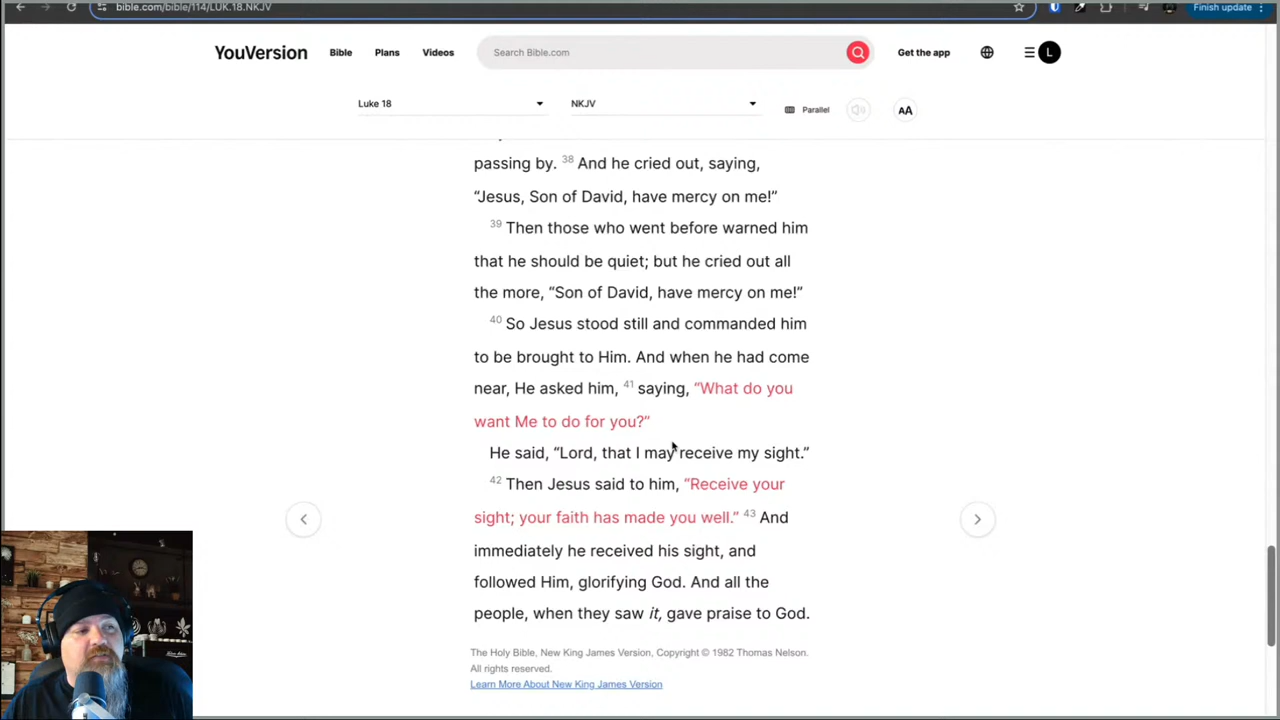 bible.com/bible/114/LUK.18.NKJV
Finish update
YouVersion
Bible
Plans
Videos
Search Bible.com
Get the app
L
Luke 18
NKJV
Parallel
AA
passing by. 38 And he cried out, saying,
“Jesus, Son of David, have mercy on me!”
39 Then those who went before warned him
that he should be quiet; but he cried out all
the more, “Son of David, have mercy on me!”
40 So Jesus stood still and commanded him
to be brought to Him. And when he had come
near, He asked him, 41 saying, “What do you
want Me to do for you?”
He said, “Lord, that I may receive my sight.”
42 Then Jesus said to him, “Receive your
sight; your faith has made you well.” 43 And
immediately he received his sight, and
followed Him, glorifying God. And all the
people, when they saw it, gave praise to God.
The Holy Bible, New King James Version, Copyright © 1982 Thomas Nelson.
All rights reserved.
Learn More About New King James Version